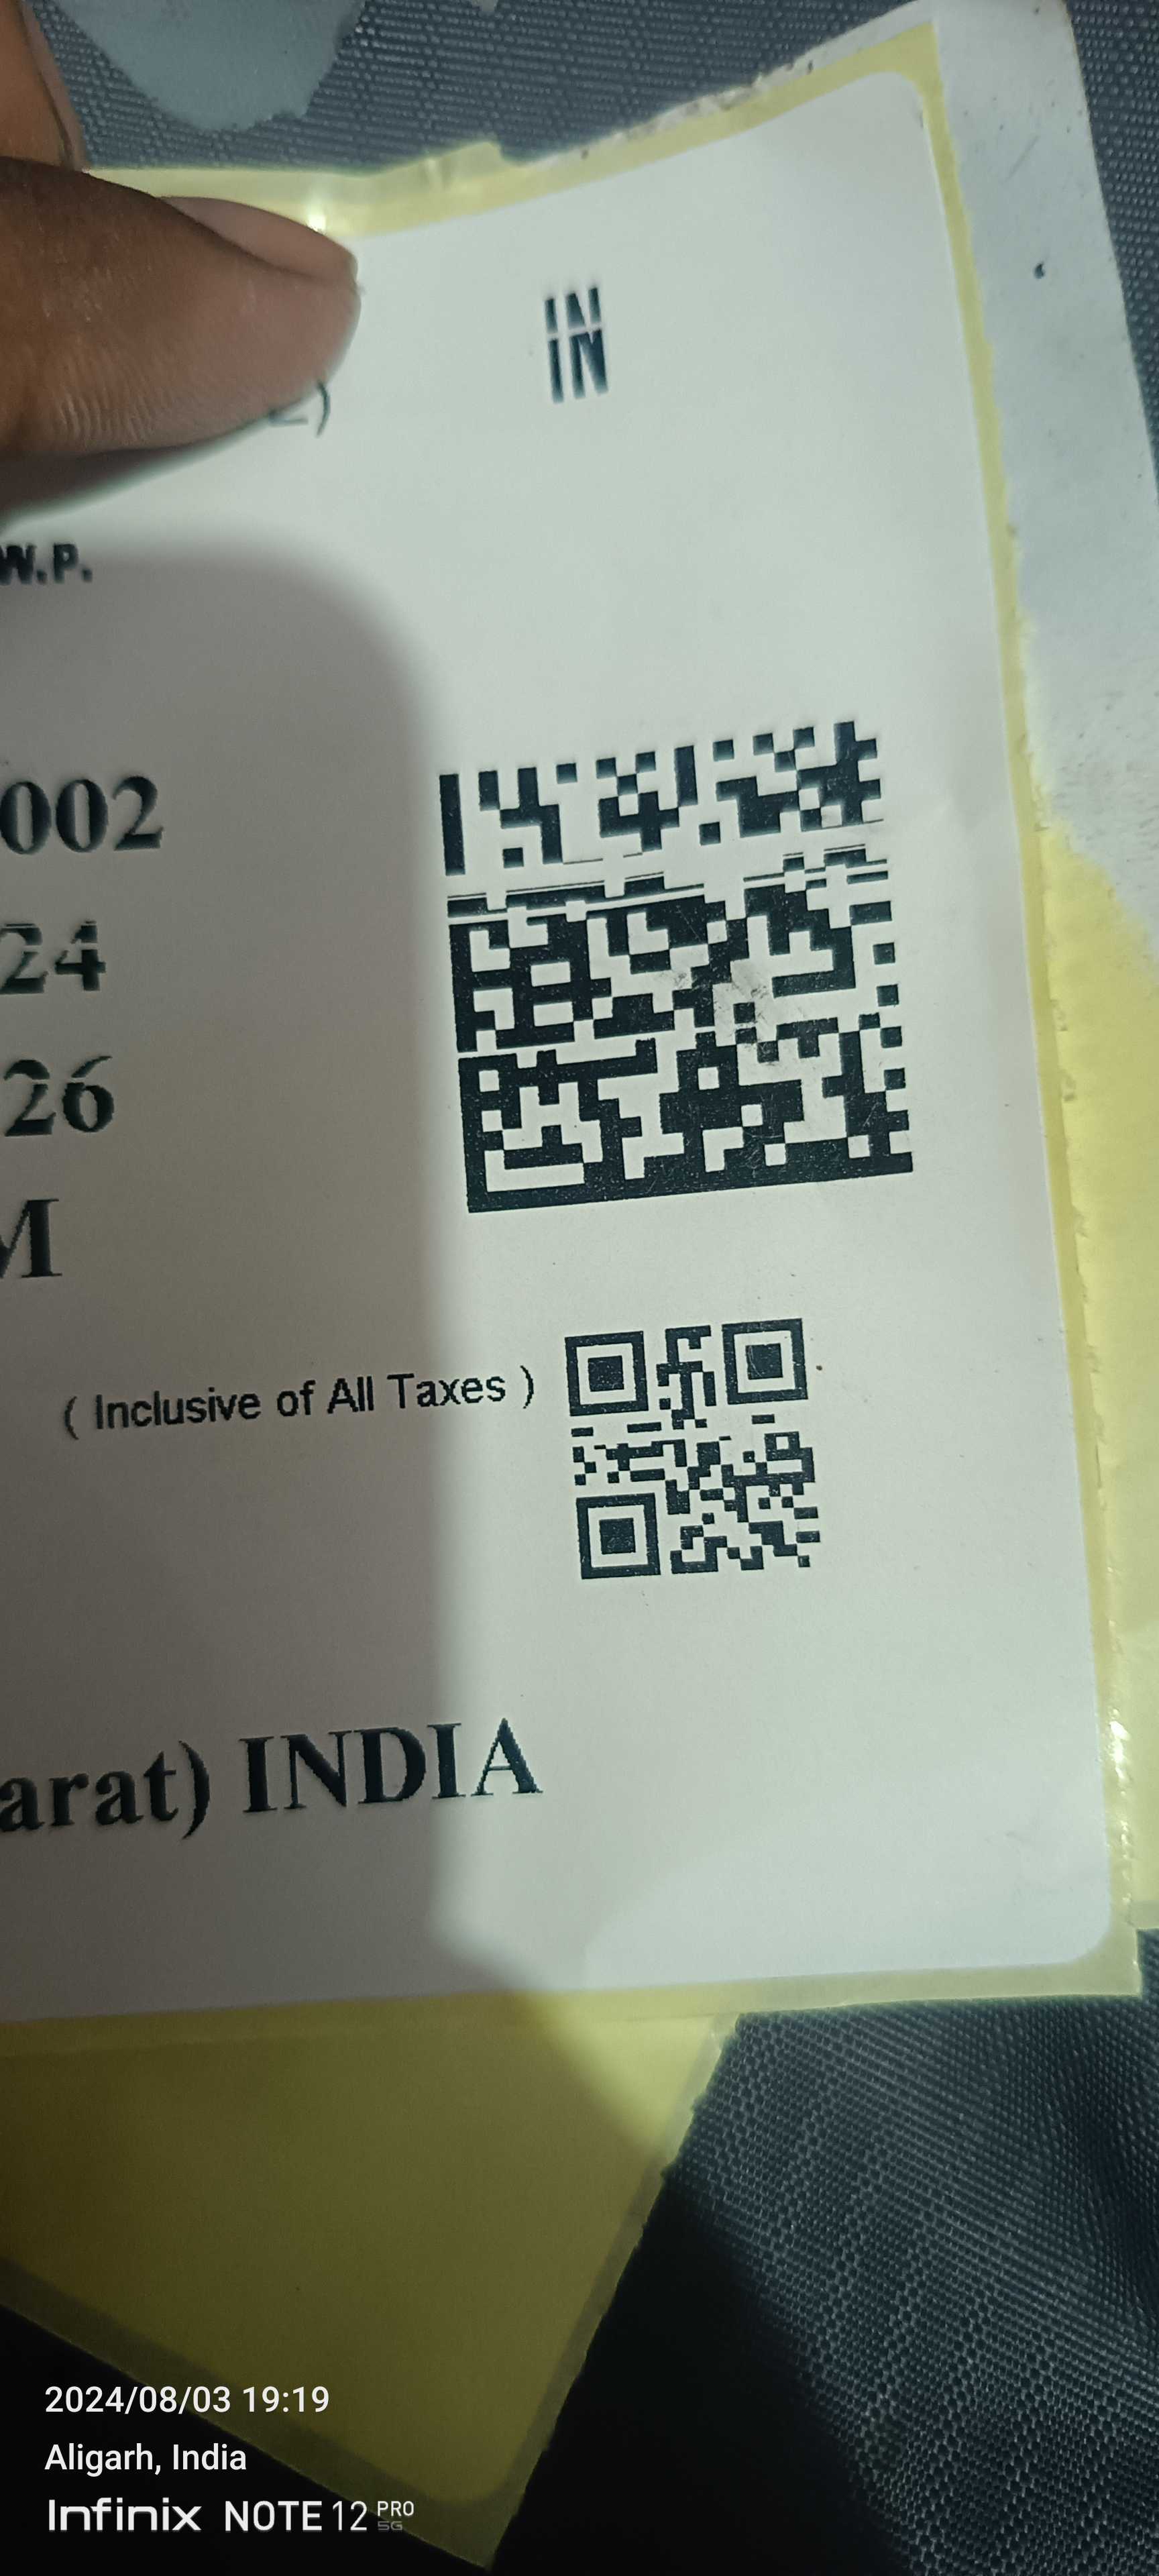 IN
W.P.
002
24
26
M
( Inclusive of All Taxes )
arat) INDIA
2024/08/03 19:19
Aligarh, India
Infinix NOTE 12 PRO 5G